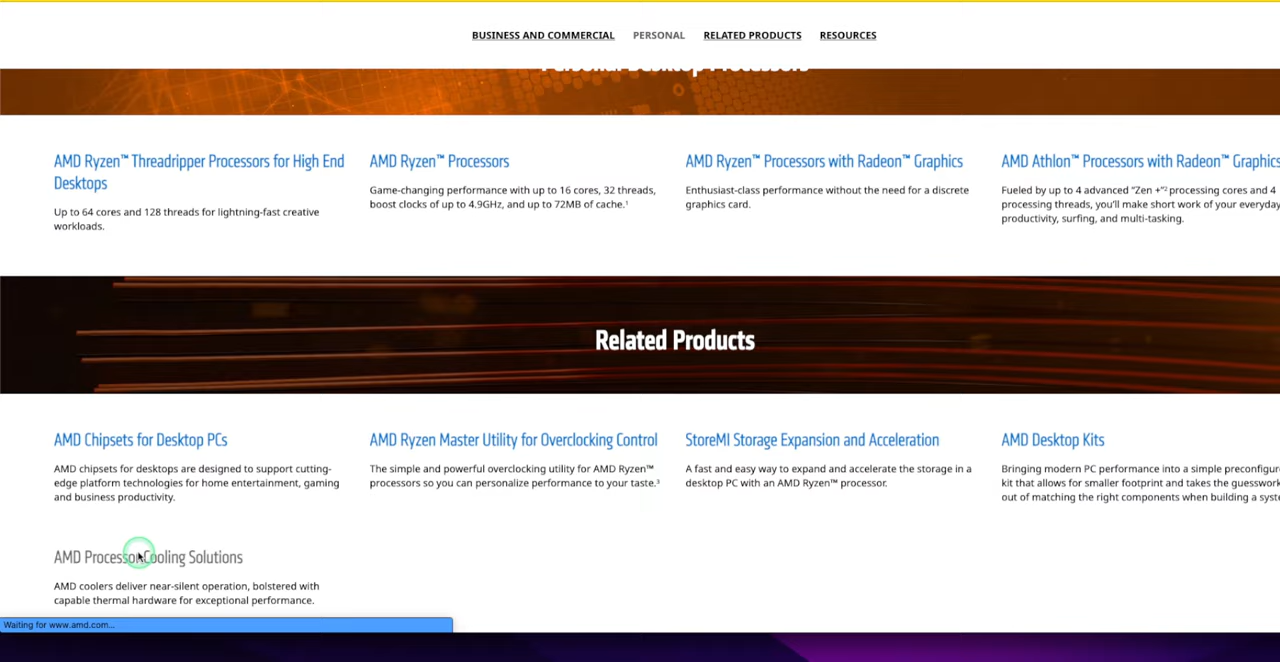 BUSINESS AND COMMERCIAL PERSONAL RELATED PRODUCTS RESOURCES
Personal Desktop Processors
AMD Ryzen™ Threadripper Processors for High End
Desktops
Up to 64 cores and 128 threads for lightning-fast creative
workloads.
AMD Ryzen™ Processors
Game-changing performance with up to 16 cores, 32 threads,
boost clocks of up to 4.9GHz, and up to 72MB of cache.¹
AMD Ryzen™ Processors with Radeon™ Graphics
Enthusiast-class performance without the need for a discrete
graphics card.
AMD Athlon™ Processors with Radeon™ Graphics
Fueled by up to 4 advanced "Zen +"² processing cores and 4
processing threads, you'll make short work of your everyday
productivity, surfing, and multi-tasking.
Related Products
AMD Chipsets for Desktop PCs
AMD chipsets for desktops are designed to support cutting-
edge platform technologies for home entertainment, gaming
and business productivity.
AMD Ryzen Master Utility for Overclocking Control
The simple and powerful overclocking utility for AMD Ryzen™
processors so you can personalize performance to your taste.³
StoreMI Storage Expansion and Acceleration
A fast and easy way to expand and accelerate the storage in a
desktop PC with an AMD Ryzen™ processor.
AMD Desktop Kits
Bringing modern PC performance into a simple preconfigur
kit that allows for smaller footprint and takes the guesswork
out of matching the right components when building a syste
AMD Processor Cooling Solutions
AMD coolers deliver near-silent operation, bolstered with
capable thermal hardware for exceptional performance.
Waiting for www.amd.com...